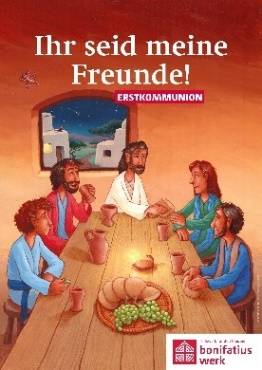 Ihr seid meine
Freunde!
ERSTKOMMUNION
bonifatius
werk